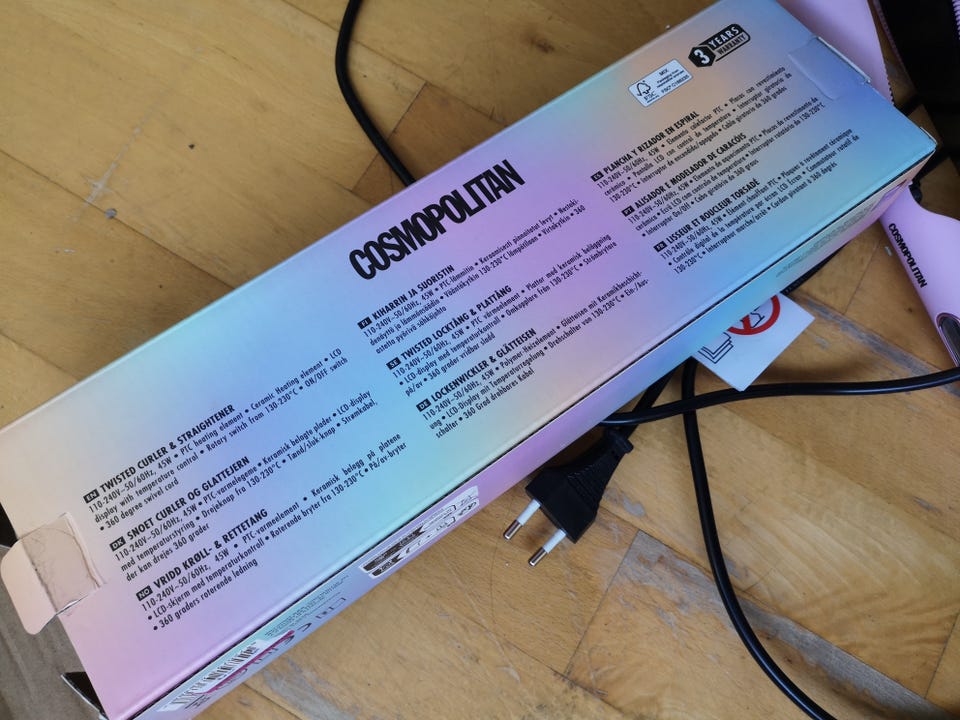 3 YEARS
WARRANTY
FSC
MIX
COSMOPOLITAN
EN TWISTED CURLER & STRAIGHTENER
110-240V~50/60Hz, 45W • PTC heating element • Ceramic Heating element • LCD
display with temperature control • Rotary switch from 130-230°C • ON/OFF switch
• 360 degree swivel cord
DK SNOET CURLER OG GLATTEJERN
110-240V~50/60Hz, 45W • PTC-varmelegeme • Keramisk belagte plader • LCD-display
med temperaturstyring • Drejeknap fra 130-230°C • Tænd/sluk knap • Strømkabel,
der kan drejes 360 grader
NO VRIDD KRØLL- & RETTETANG
110-240V~50/60Hz, 45W • PTC-varmeelement • Keramisk belegg på platene
• LCD-skjerm med temperaturkontroll • Roterende bryter fra 130-230°C • På/av-bryter
• 360 graders roterende ledning
FI KIHARRIN JA SUORISTIN
110-240V~50/60Hz, 45W • PTC-lämmitin • Keraamisesti pinnoitetut levyt • Nesteki-
denäyttö ja lämmönsäädin • Vääntökytkin 130-230°C lämpötilaan • Virtakytkin • 360
astetta pyörivä sähköjohto
SE TWISTED LOCKTÅNG & PLATTÅNG
110-240V~50/60Hz, 45W • PTC värmeelement • Plattor med keramisk beläggning
• LCD-display med temperaturkontroll • Omkopplare från 130-230°C • Strömbrytare
på/av • 360 grader vridbar sladd
DE LOCKENWICKLER & GLÄTTEISEN
110-240V~50/60Hz, 45W • Polymer Heizelement • Glätteisen mit Keramikbeschicht-
ung • LCD-Display mit Temperaturregelung • Drehschalter von 130-230°C • Ein-/Aus-
schalter • 360 Grad drehbares Kabel
ES PLANCHA Y RIZADOR EN ESPIRAL
110-240V~50/60Hz, 45W • Elemento calefactor PTC • Placas con revestimiento
cerámico • Pantalla LCD con control de temperatura • Interruptor giratorio de
130-230°C • Interruptor de encendido/apagado • Cable giratorio de 360 grados
PT ALISADOR E MODELADOR DE CARACÓIS
110-240V~50/60Hz, 45W • Elemento de aquecimento PTC • Placas de revestimento de
cerâmica • Ecrã LCD com controlo de temperatura • Interruptor rotatório de 130-230°C
Interruptor On/Off • Cabo giratório de 360 graus
FR LISSEUR ET BOUCLEUR TORSADÉ
110-240V~50/60Hz, 45W • Element chauffant PTC • Plaques à revêtement céramique
• Contrôle digital de la température par écran LCD Écran • Commutateur rotatif de
130-230°C • Interrupteur marche/arrêt • Cordon pivotant à 360 degrés
COSMOPOLITAN